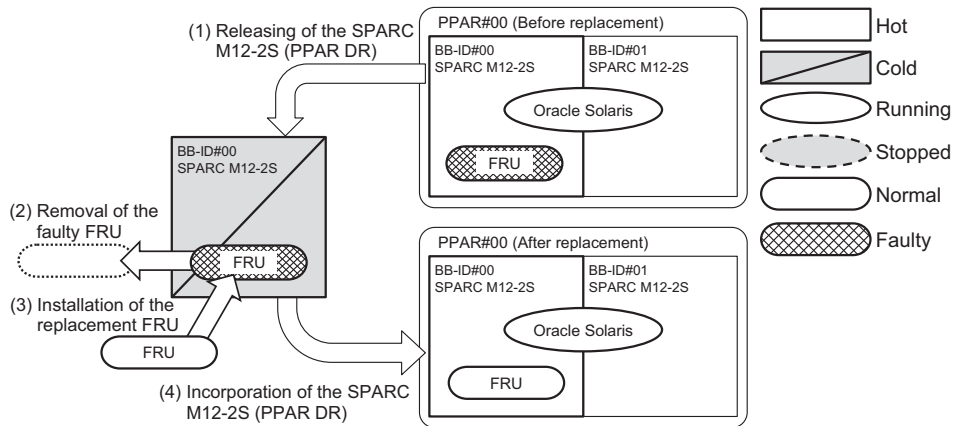 (1) Releasing of the SPARC
M12-2S (PPAR DR)
PPAR#00 (Before replacement)
BB-ID#00
SPARC M12-2S
BB-ID#01
SPARC M12-2S
Oracle Solaris
FRU
BB-ID#00
SPARC M12-2S
(2) Removal of the
faulty FRU
FRU
(3) Installation of the
replacement FRU
FRU
(4) Incorporation of the SPARC
M12-2S (PPAR DR)
PPAR#00 (After replacement)
BB-ID#00
SPARC M12-2S
BB-ID#01
SPARC M12-2S
Oracle Solaris
FRU
Hot
Cold
Running
Stopped
Normal
Faulty